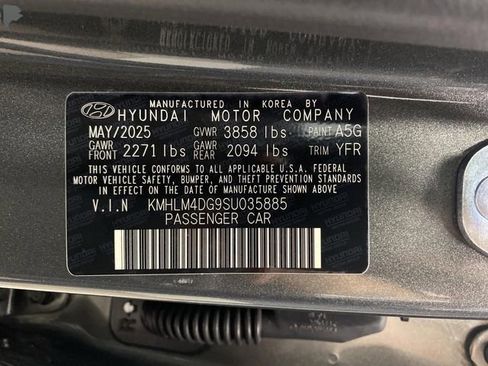 MANUFACTURED IN KOREA BY
HYUNDAI MOTOR COMPANY
MAY/2025 GVWR 3858 lbs PAINT A5G
GAWR FRONT 2271 lbs GAWR REAR 2094 lbs TRIM YFR
THIS VEHICLE CONFORMS TO ALL APPLICABLE U.S.A. FEDERAL
MOTOR VEHICLE SAFETY, BUMPER, AND THEFT PREVENTION STANDARDS
IN EFFECT ON THE DATE OF MANUFACTURE SHOWN ABOVE.
V.I.N KMHLM4DG9SU035885
PASSENGER CAR